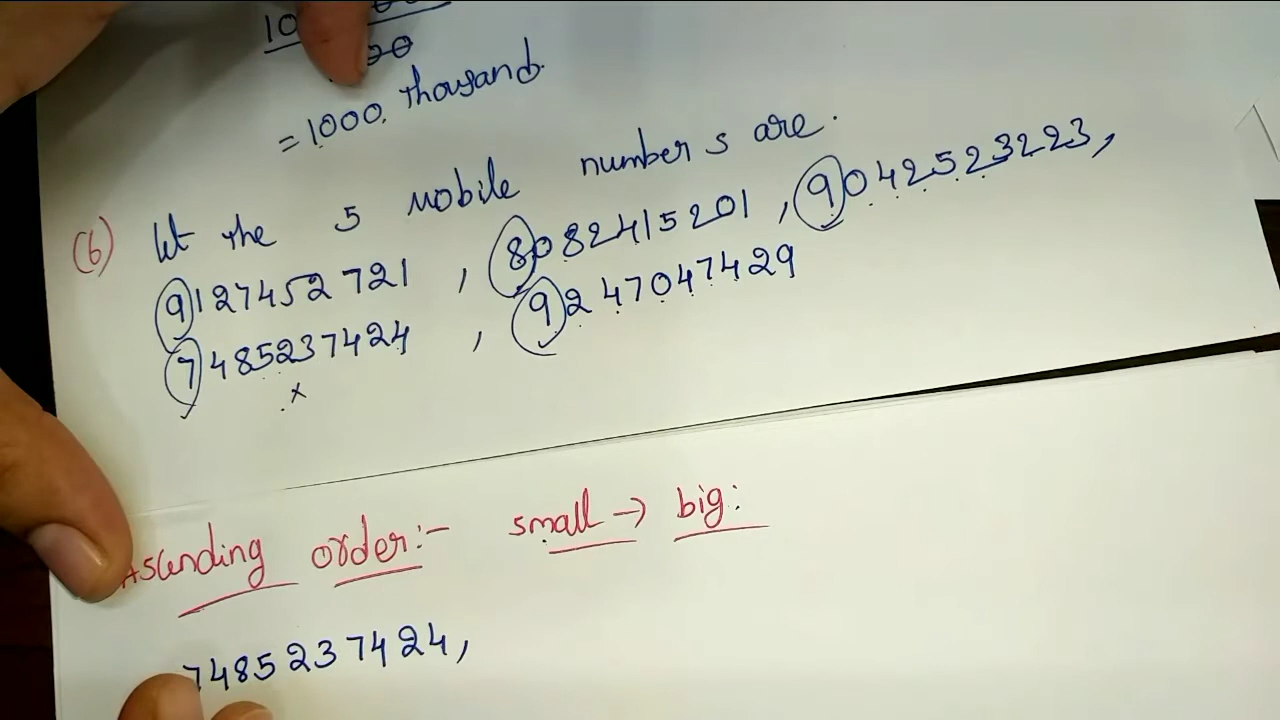 10
= 1000, thousand.
(6) let the 5 mobile numbers are.
9127452721 , 8082415201 , 9042523223,
7485237424 , 9247047429
x
Ascending order:- small → big:
7485237424,